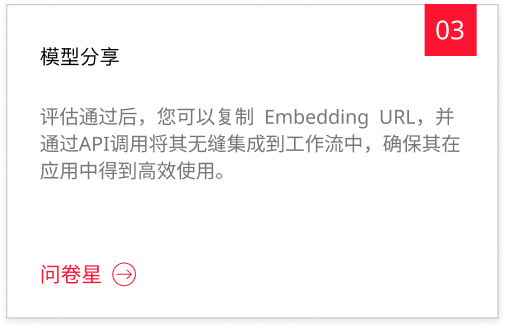 03
模型分享
评估通过后，您可以复制 Embedding URL，并
通过API调用将其无缝集成到工作流中，确保其在
应用中得到高效使用。
问卷星